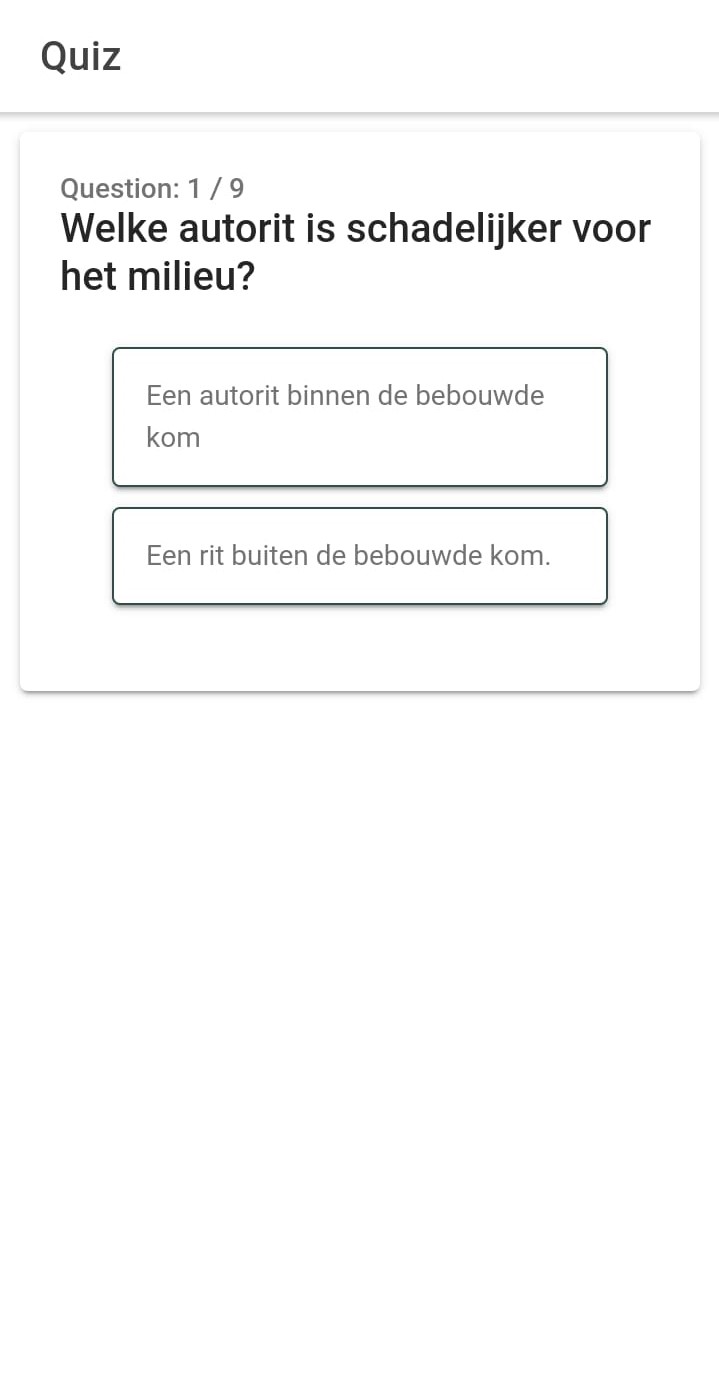 Quiz
Question: 1 / 9
Welke autorit is schadelijker voor
het milieu?
Een autorit binnen de bebouwde
kom
Een rit buiten de bebouwde kom.